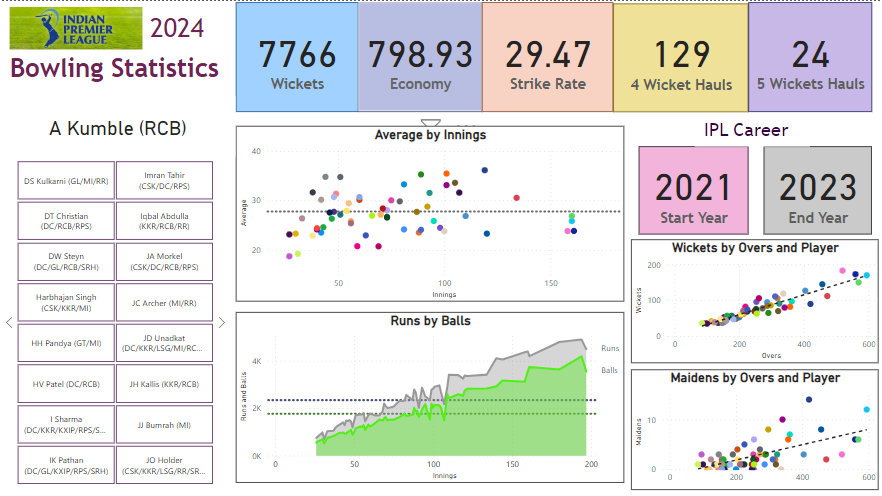 INDIAN
PREMIER
LEAGUE
2024
Bowling Statistics
7766
Wickets
798.93
Economy
29.47
Strike Rate
129
4 Wicket Hauls
24
5 Wickets Hauls
A Kumble (RCB)
DS Kulkarni (GL/MI/RR)
Imran Tahir
(CSK/DC/RPS)
DT Christian
(DC/RCB/RPS)
Iqbal Abdulla
(KKR/RCB/RR)
DW Steyn
(DC/GL/RCB/SRH)
JA Morkel
(CSK/DC/RCB/RPS)
Harbhajan Singh
(CSK/KKR/MI)
JC Archer (MI/RR)
HH Pandya (GT/MI)
JD Unadkat
(DC/KKR/LSG/MI/RC...
HV Patel (DC/RCB)
JH Kallis (KKR/RCB)
I Sharma
(DC/KKR/KXIP/RPS/S...
JJ Bumrah (MI)
IK Pathan
(DC/GL/KXIP/RPS/SRH)
JO Holder
(CSK/KKR/LSG/RR/SR...
Average by Innings
Average
40
30
20
50
100
150
Innings
Runs by Balls
Runs and Balls
4K
2K
0K
Runs
Balls
0
50
100
150
200
Innings
IPL Career
2021
Start Year
2023
End Year
Wickets by Overs and Player
Wickets
200
100
0
0
200
400
600
Overs
Maidens by Overs and Player
Maidens
10
0
0
200
400
600
Overs